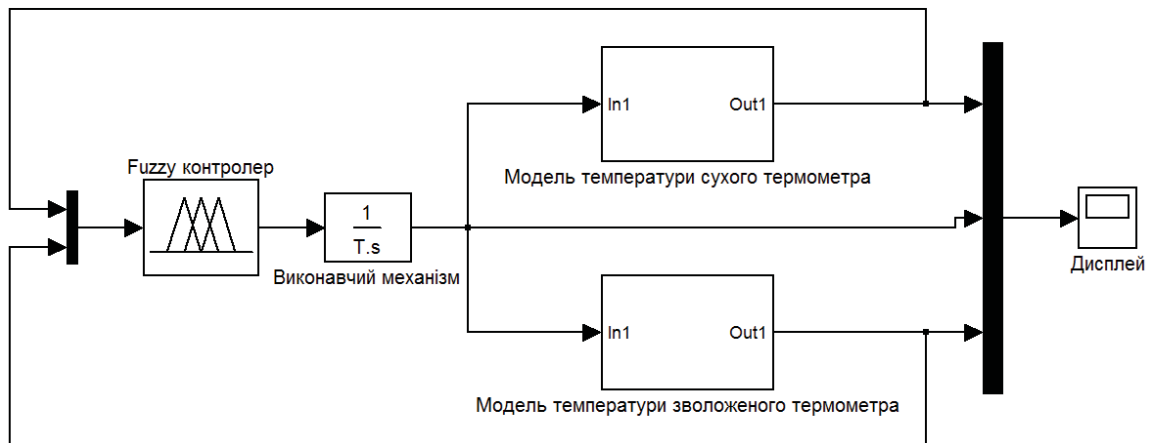 In1
Out1
Fuzzy контролер
Модель температури сухого термометра
1
T.s
Виконавчий механізм
Дисплей
In1
Out1
Модель температури зволоженого термометра